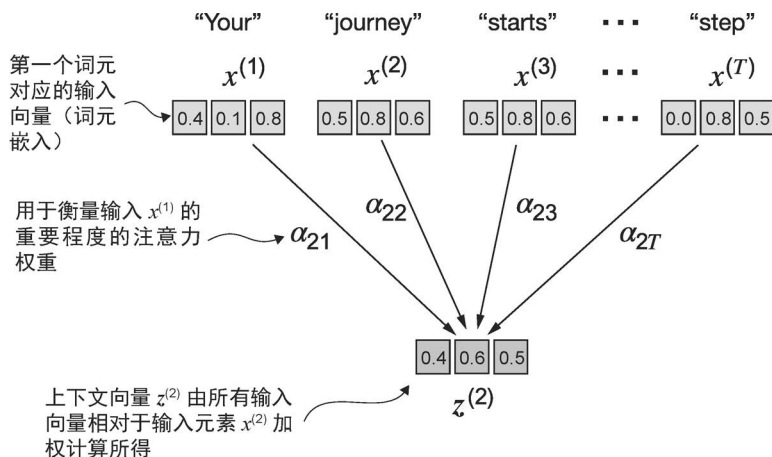 “Your” “journey” “starts” ··· “step”
x(1) x(2) x(3) ··· x(T)
第一个词元
对应的输入
向量（词元
嵌入）
0.4 0.1 0.8 0.5 0.8 0.6 0.5 0.8 0.6 ··· 0.0 0.8 0.5
用于衡量输入 x(1) 的
重要程度的注意力
权重
α21 α22 α23 α2T
0.4 0.6 0.5
z(2)
上下文向量 z(2) 由所有输入
向量相对于输入元素 x(2) 加
权计算所得